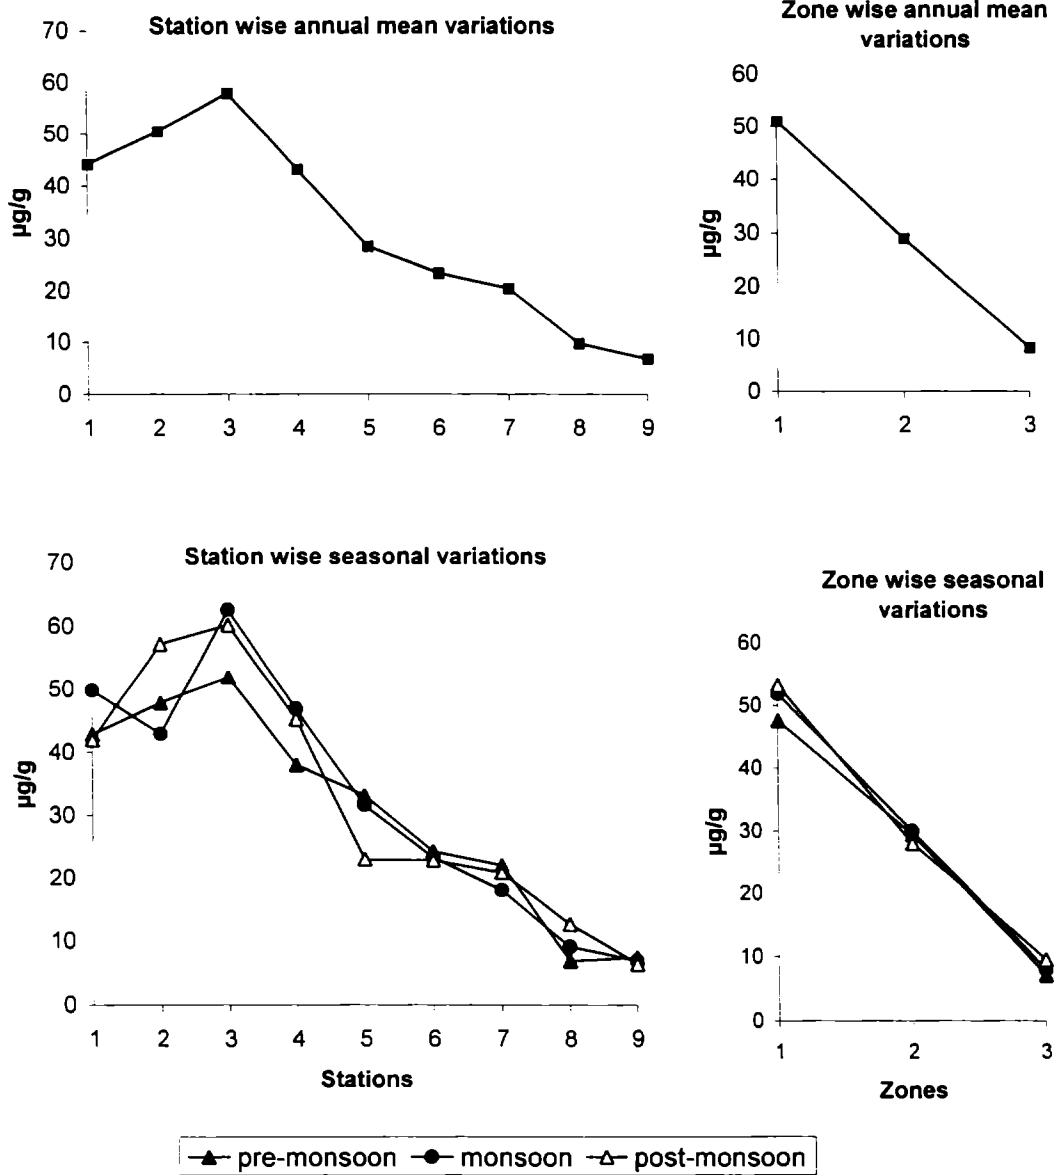 Station wise annual mean variations
70
60
50
40
30
20
10
0
µg/g
1 2 3 4 5 6 7 8 9
Zone wise annual mean
variations
60
50
40
30
20
10
0
µg/g
1 2 3
Station wise seasonal variations
70
60
50
40
30
20
10
0
µg/g
1 2 3 4 5 6 7 8 9
Stations
Zone wise seasonal
variations
60
50
40
30
20
10
0
µg/g
1 2 3
Zones
pre-monsoon monsoon post-monsoon